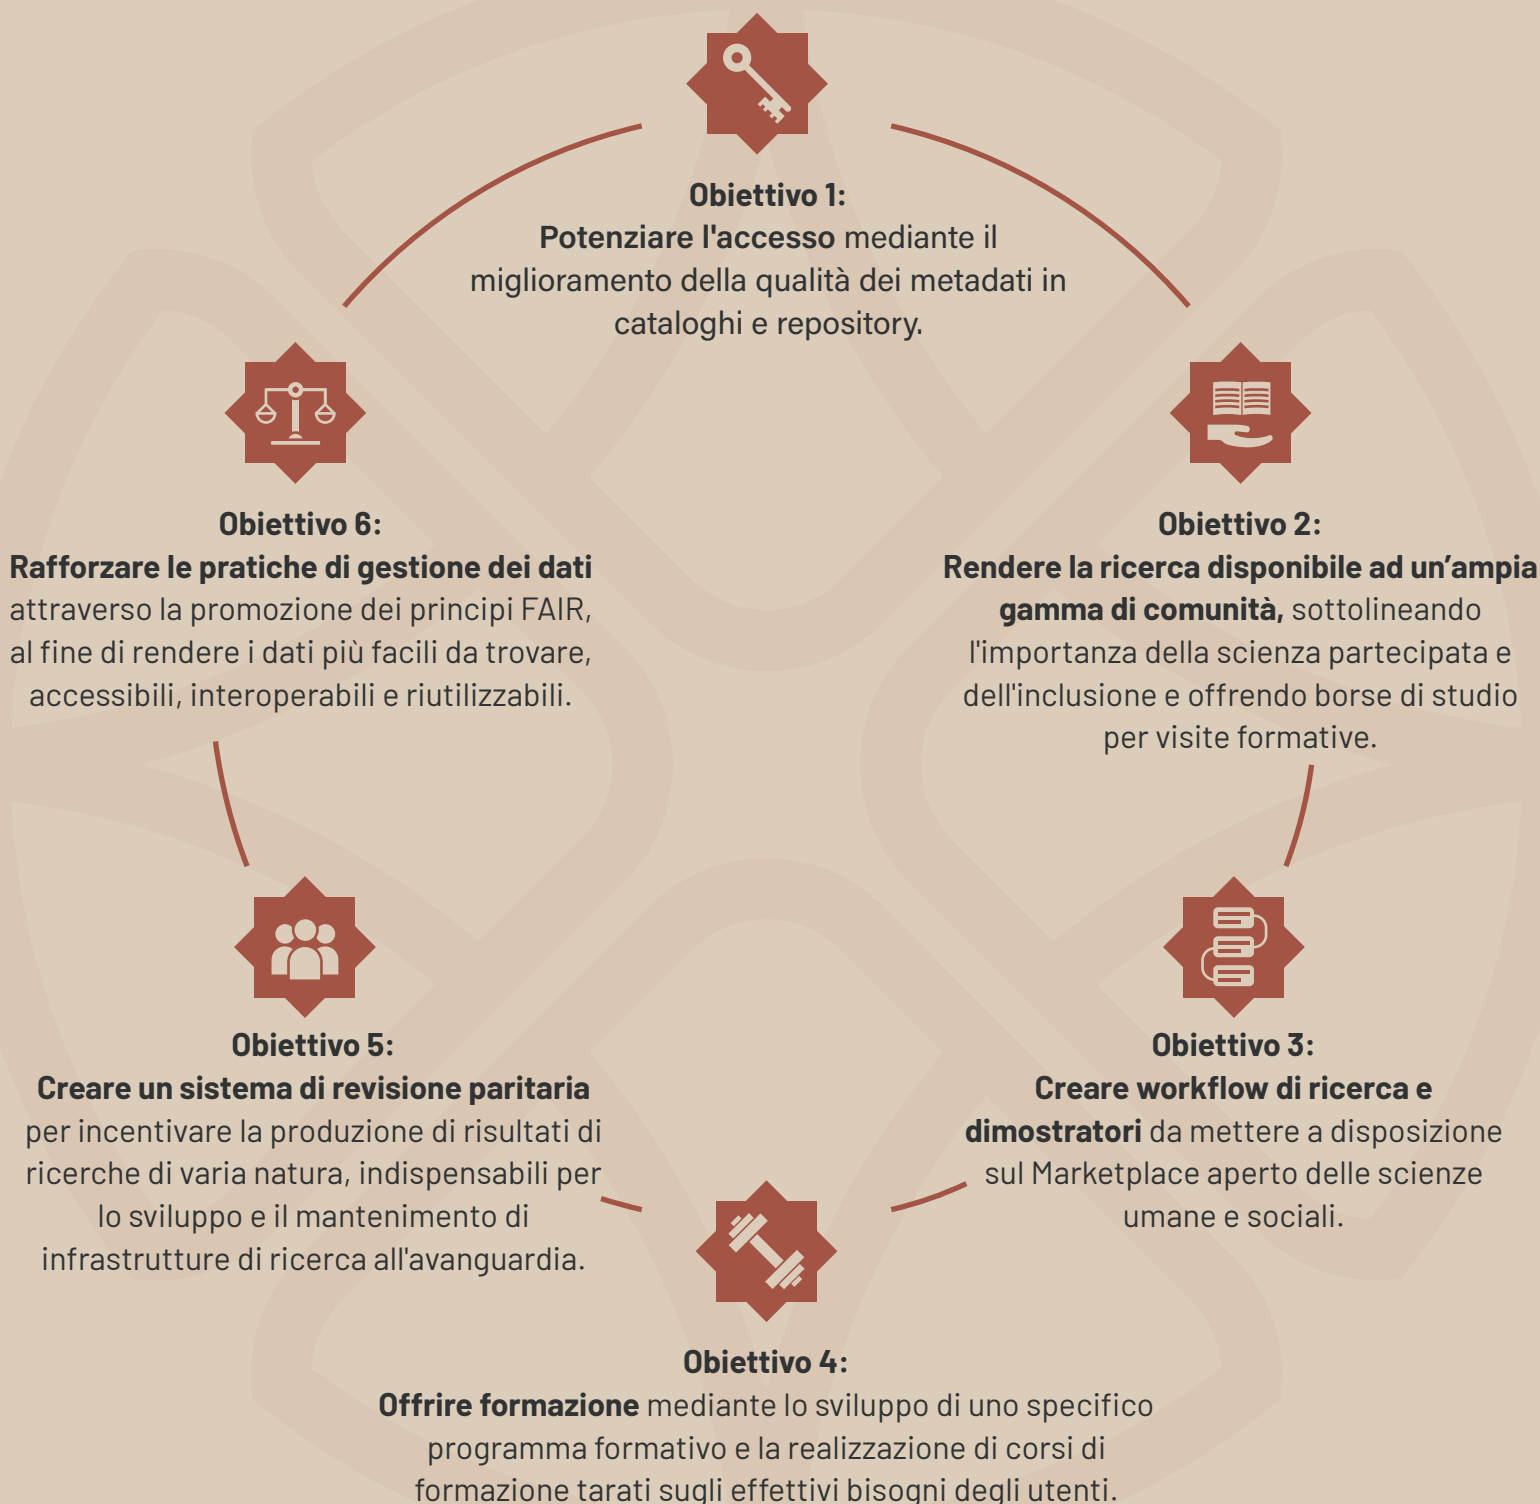 Obiettivo 1:
Potenziare l'accesso mediante il
miglioramento della qualità dei metadati in
cataloghi e repository.
Obiettivo 2:
Rendere la ricerca disponibile ad un’ampia
gamma di comunità, sottolineando
l'importanza della scienza partecipata e
dell'inclusione e offrendo borse di studio
per visite formative.
Obiettivo 3:
Creare workflow di ricerca e
dimostratori da mettere a disposizione
sul Marketplace aperto delle scienze
umane e sociali.
Obiettivo 4:
Offrire formazione mediante lo sviluppo di uno specifico
programma formativo e la realizzazione di corsi di
formazione tarati sugli effettivi bisogni degli utenti.
Obiettivo 5:
Creare un sistema di revisione paritaria
per incentivare la produzione di risultati di
ricerche di varia natura, indispensabili per
lo sviluppo e il mantenimento di
infrastrutture di ricerca all'avanguardia.
Obiettivo 6:
Rafforzare le pratiche di gestione dei dati
attraverso la promozione dei principi FAIR,
al fine di rendere i dati più facili da trovare,
accessibili, interoperabili e riutilizzabili.